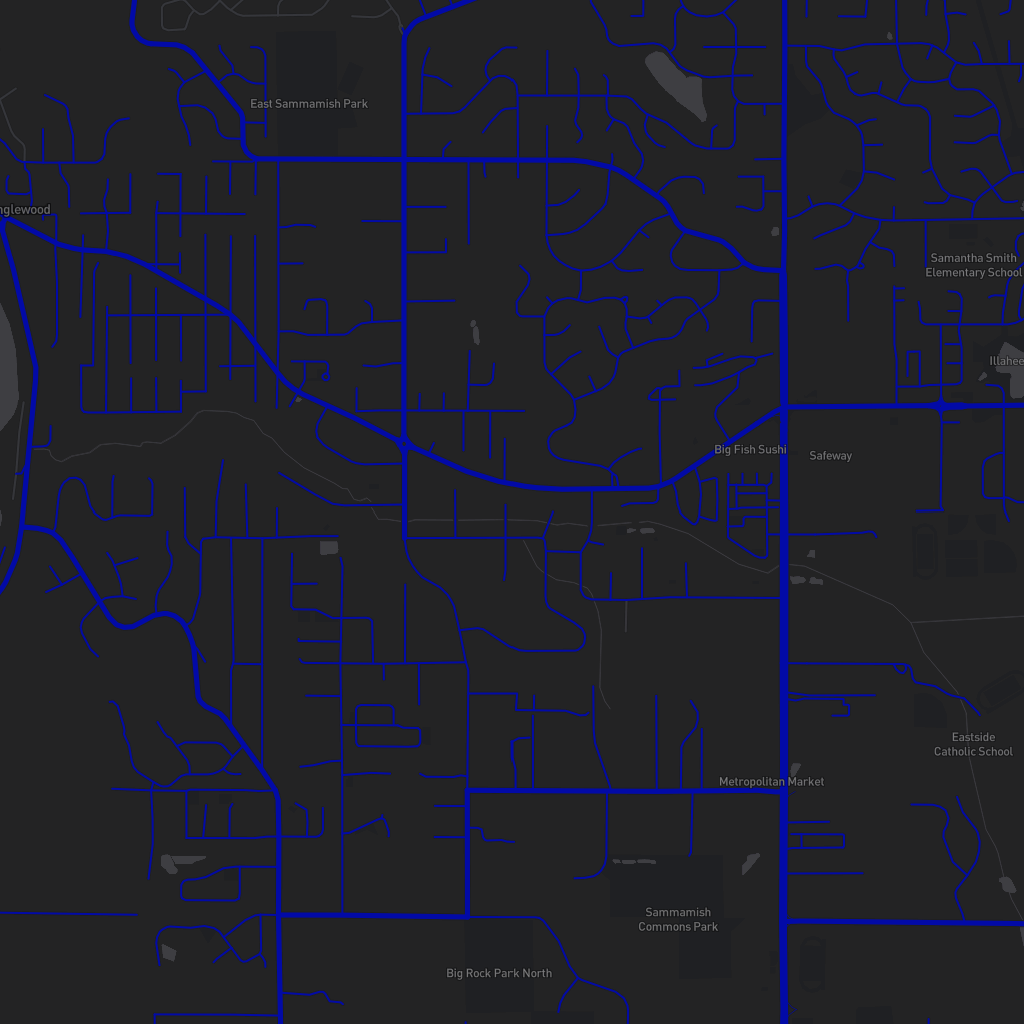 East Sammamish Park
nglewood
Samantha Smith
Elementary School
Illahee
Big Fish Sushi
Safeway
Eastside
Catholic School
Metropolitan Market
Sammamish
Commons Park
Big Rock Park North